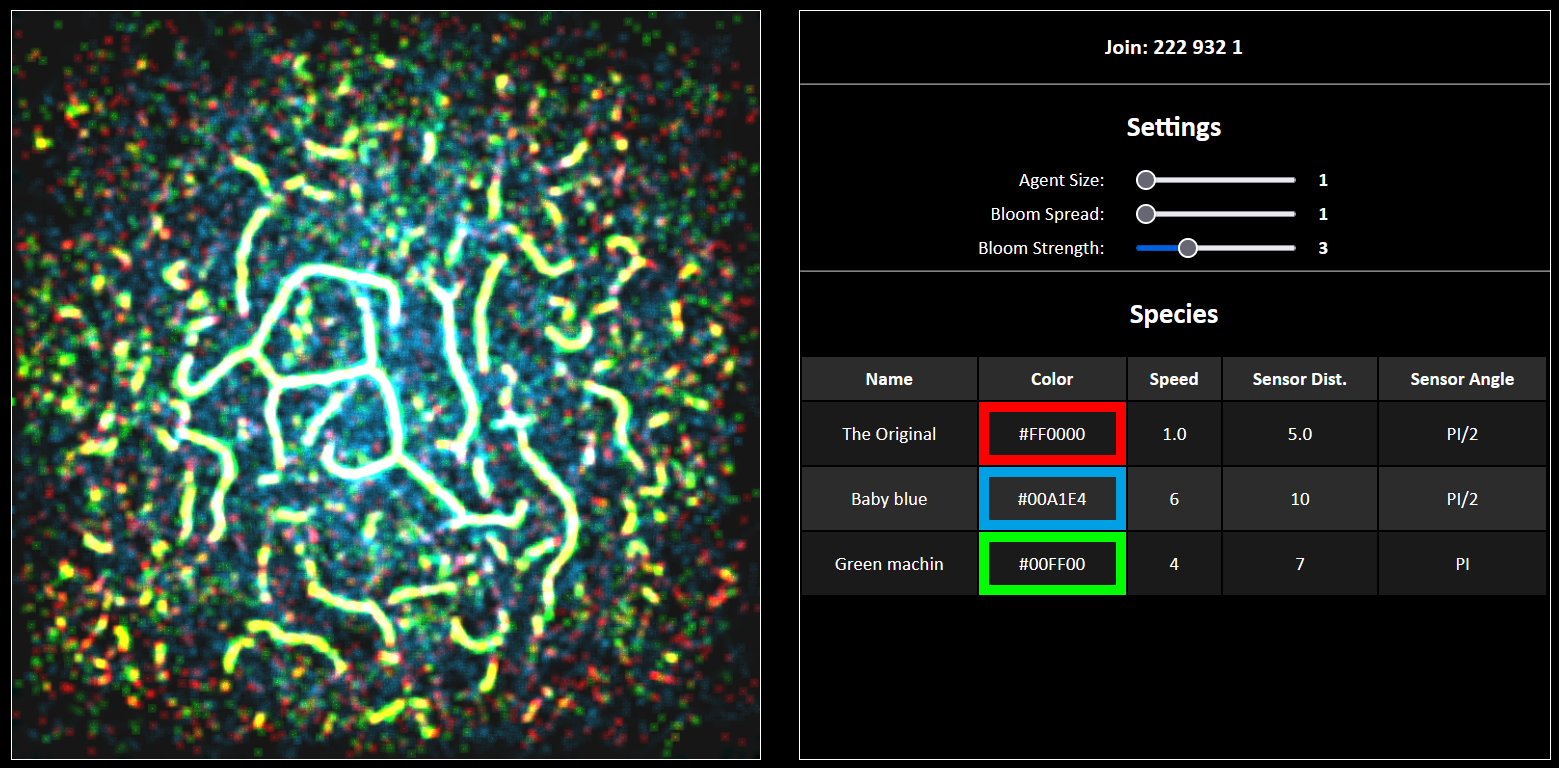 Join: 222 932 1
Settings
Agent Size: 1
Bloom Spread: 1
Bloom Strength: 3
Species
Name Color Speed Sensor Dist. Sensor Angle
The Original #FF0000 1.0 5.0 PI/2
Baby blue #00A1E4 6 10 PI/2
Green machin #00FF00 4 7 PI